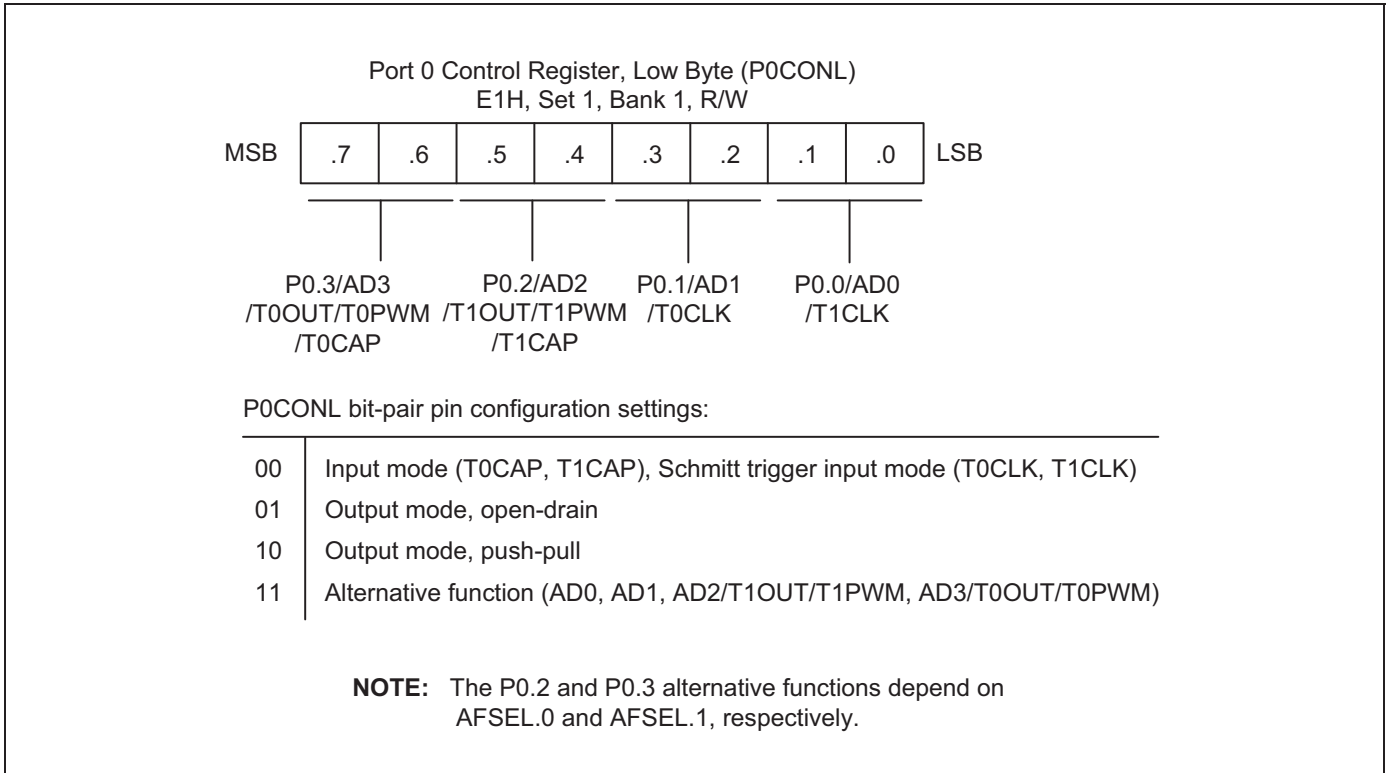 Port 0 Control Register, Low Byte (P0CONL)
E1H, Set 1, Bank 1, R/W
MSB .7 .6 .5 .4 .3 .2 .1 .0 LSB
P0.3/AD3 P0.2/AD2 P0.1/AD1 P0.0/AD0
/T0OUT/T0PWM /T1OUT/T1PWM /T0CLK /T1CLK
/T0CAP /T1CAP
P0CONL bit-pair pin configuration settings:
00 Input mode (T0CAP, T1CAP), Schmitt trigger input mode (T0CLK, T1CLK)
01 Output mode, open-drain
10 Output mode, push-pull
11 Alternative function (AD0, AD1, AD2/T1OUT/T1PWM, AD3/T0OUT/T0PWM)
NOTE: The P0.2 and P0.3 alternative functions depend on
AFSEL.0 and AFSEL.1, respectively.